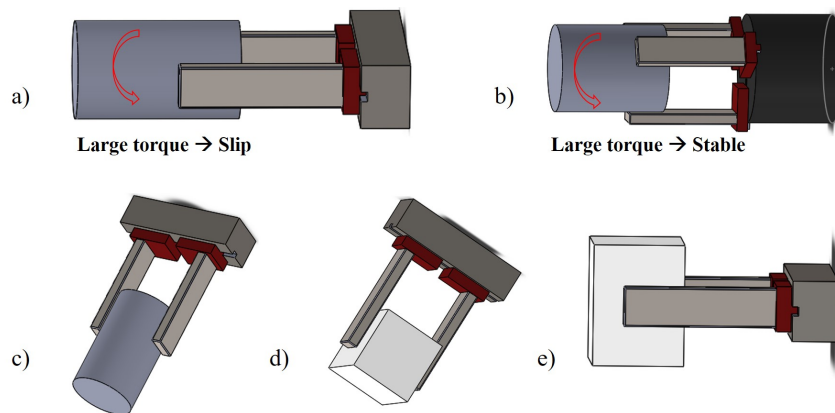 a)
b)
Large torque → Slip
Large torque → Stable
c)
d)
e)